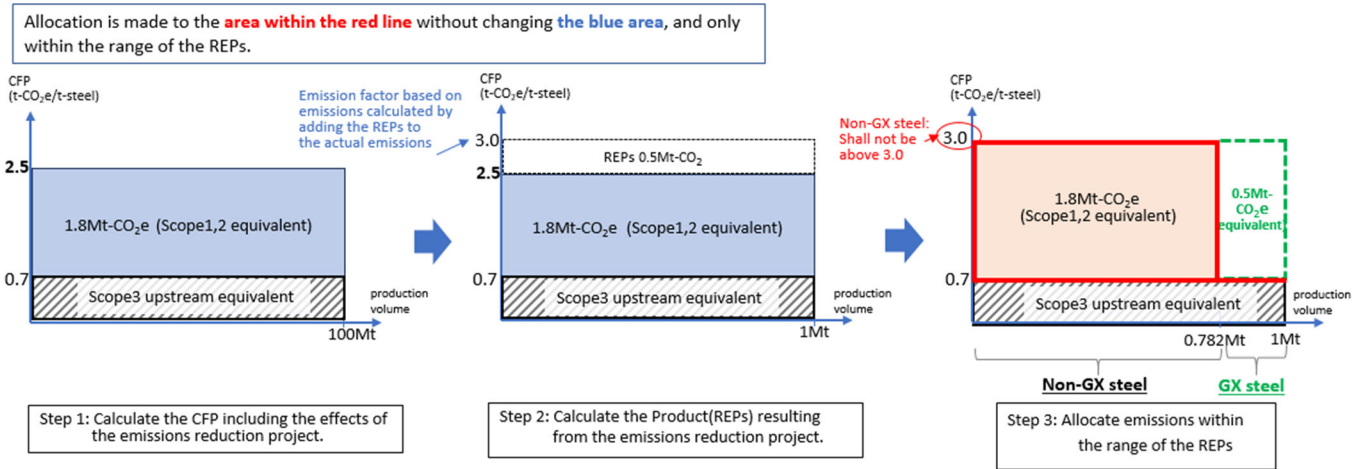 Allocation is made to the area within the red line without changing the blue area, and only
within the range of the REPs.
CFP
(t-CO₂e/t-steel)
2.5
1.8Mt-CO₂e (Scope1,2 equivalent)
0.7
Scope3 upstream equivalent
production
volume
100Mt
Step 1: Calculate the CFP including the effects of
the emissions reduction project.
Emission factor based on
emissions calculated by
adding the REPs to
the actual emissions
CFP
(t-CO₂e/t-steel)
3.0
REPs 0.5Mt-CO₂
2.5
1.8Mt-CO₂e (Scope1,2 equivalent)
0.7
Scope3 upstream equivalent
production
volume
1Mt
Step 2: Calculate the Product(REPs) resulting
from the emissions reduction project.
CFP
(t-CO₂e/t-steel)
Non-GX steel:
Shall not be
above 3.0
3.0
1.8Mt-CO₂e
(Scope1,2 equivalent)
0.5Mt-
CO₂e
equivalent)
0.7
Scope3 upstream equivalent
production
volume
0.782Mt
1Mt
Non-GX steel
GX steel
Step 3: Allocate emissions within
the range of the REPs